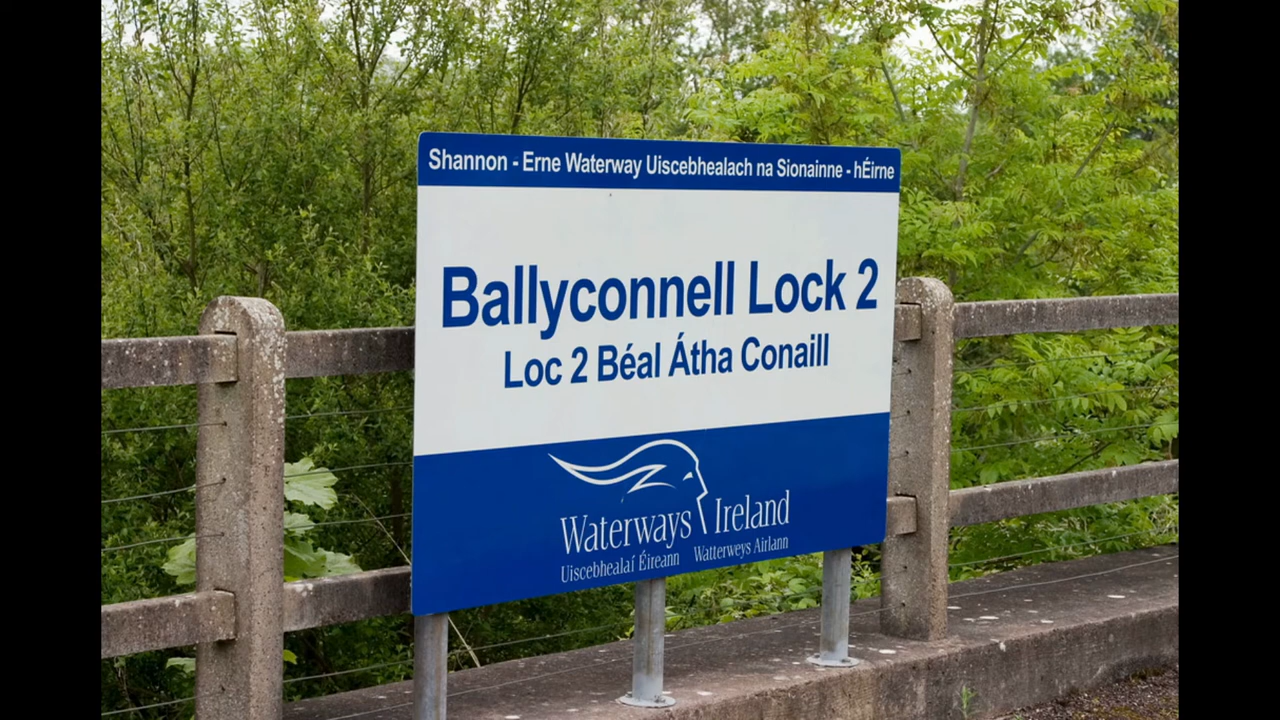 Shannon - Erne Waterway Uiscebhealach na Sionainne - hÉirne
Ballyconnell Lock 2
Loc 2 Béal Átha Conaill
Waterways Ireland
Uiscebhealaí Éireann Watterweys Airlann